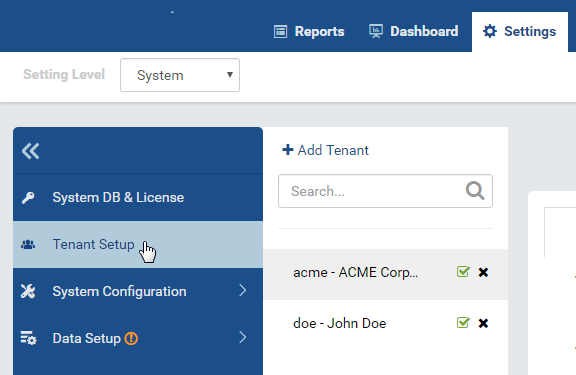 Reports Dashboard Settings
Setting Level System
Add Tenant
System DB & License
Search...
Tenant Setup
acme - ACME Corp...
System Configuration
doe - John Doe
Data Setup